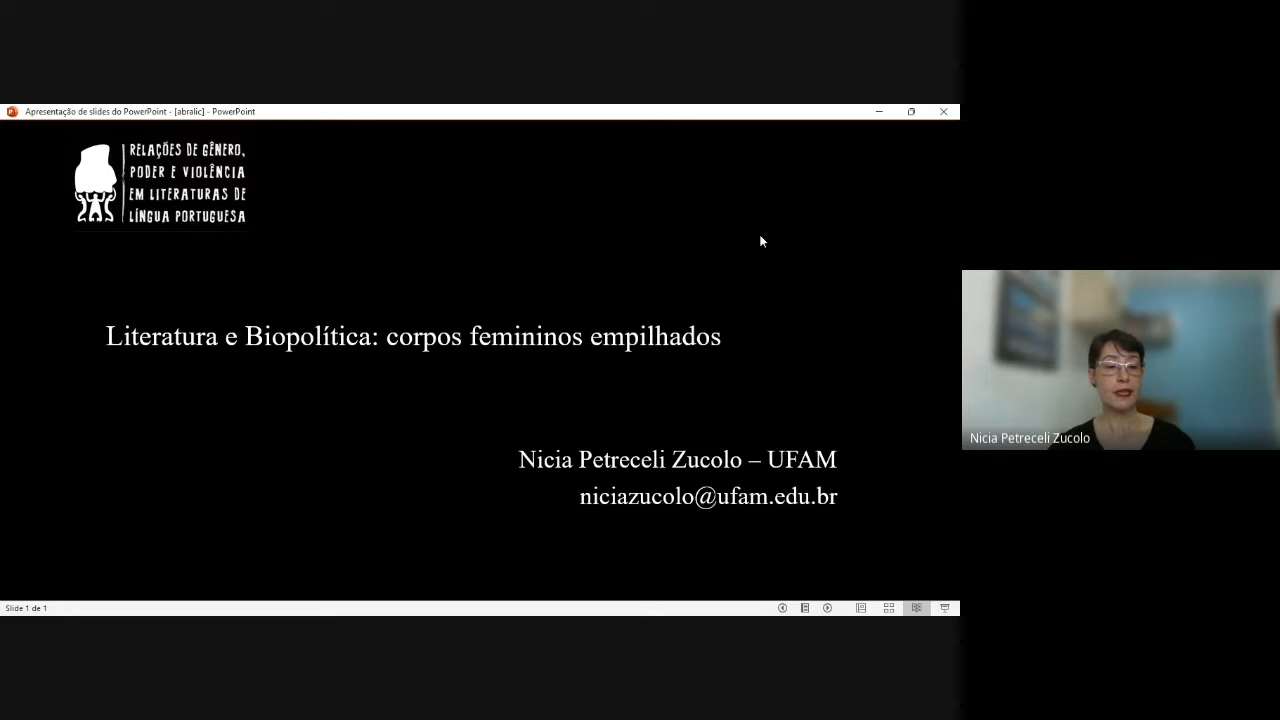 Apresentação de slides do PowerPoint - [abralic] - PowerPoint
RELAÇÕES DE GÊNERO,
PODER E VIOLÊNCIA
EM LITERATURAS DE
LÍNGUA PORTUGUESA
Literatura e Biopolítica: corpos femininos empilhados
Nicia Petreceli Zucolo – UFAM
niciazucolo@ufam.edu.br
Nicia Petreceli Zucolo
Slide 1 de 1